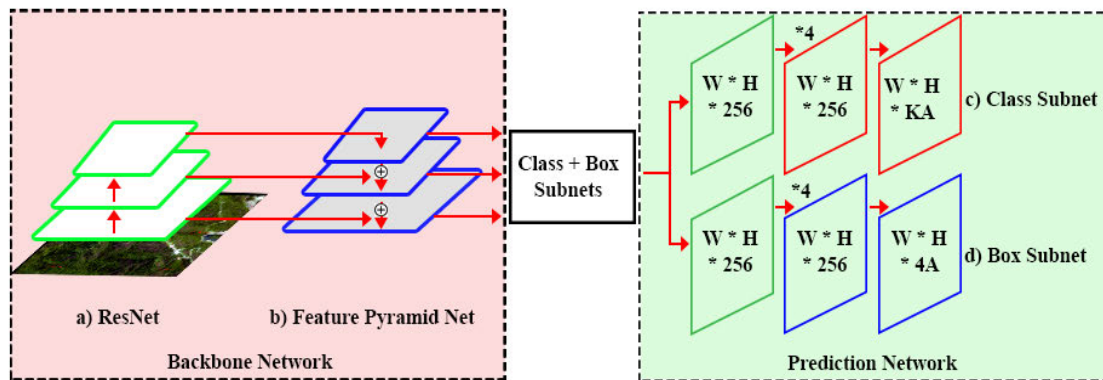 a) ResNet
b) Feature Pyramid Net
Backbone Network
Class + Box
Subnets
*4
W * H
* 256
W * H
* 256
W * H
* KA
c) Class Subnet
*4
W * H
* 256
W * H
* 256
W * H
* 4A
d) Box Subnet
Prediction Network